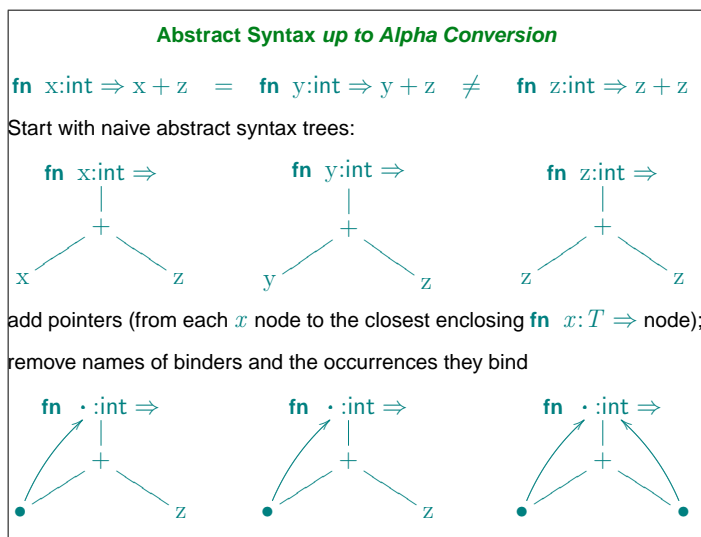 Abstract Syntax up to Alpha Conversion
fn x:int ⇒ x + z = fn y:int ⇒ y + z ≠ fn z:int ⇒ z + z
Start with naive abstract syntax trees:
fn x:int ⇒ fn y:int ⇒ fn z:int ⇒
+ + +
x z y z z z
add pointers (from each x node to the closest enclosing fn x:T ⇒ node);
remove names of binders and the occurrences they bind
fn · :int ⇒ fn · :int ⇒ fn · :int ⇒
+ + +
• z • z • •